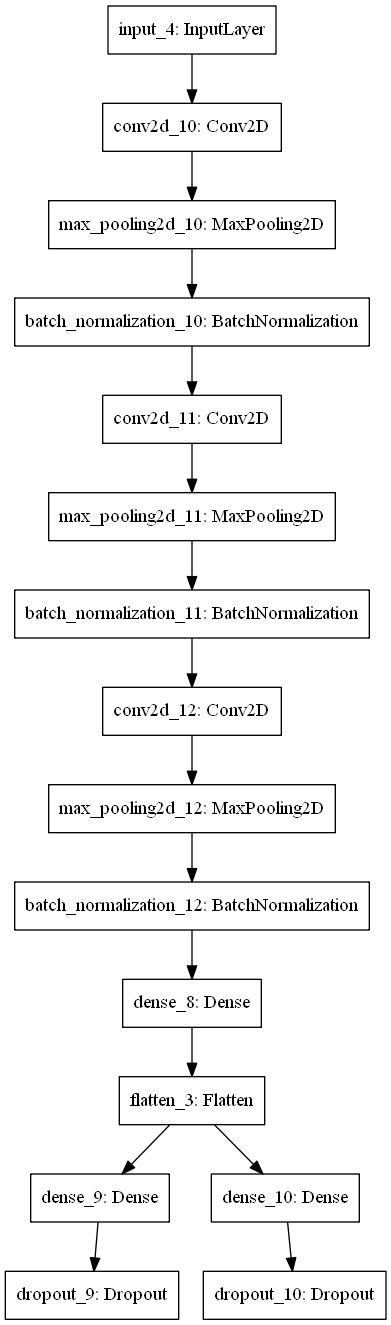 input_4: InputLayer
conv2d_10: Conv2D
max_pooling2d_10: MaxPooling2D
batch_normalization_10: BatchNormalization
conv2d_11: Conv2D
max_pooling2d_11: MaxPooling2D
batch_normalization_11: BatchNormalization
conv2d_12: Conv2D
max_pooling2d_12: MaxPooling2D
batch_normalization_12: BatchNormalization
dense_8: Dense
flatten_3: Flatten
dense_9: Dense
dense_10: Dense
dropout_9: Dropout
dropout_10: Dropout